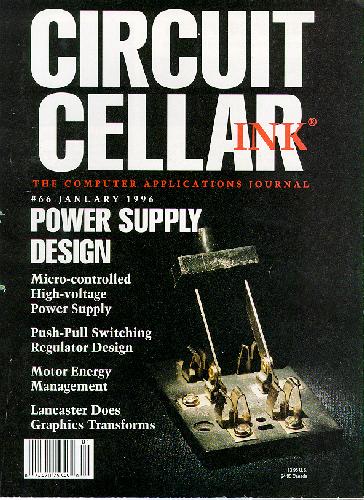 CIRCUIT
CELLAR
INK®
THE COMPUTER APPLICATIONS JOURNAL
#66 JANUARY 1996
POWER SUPPLY
DESIGN
Micro-controlled
High-voltage
Power Supply
Push-Pull Switching
Regulator Design
Motor Energy
Management
Lancaster Does
Graphics Transforms